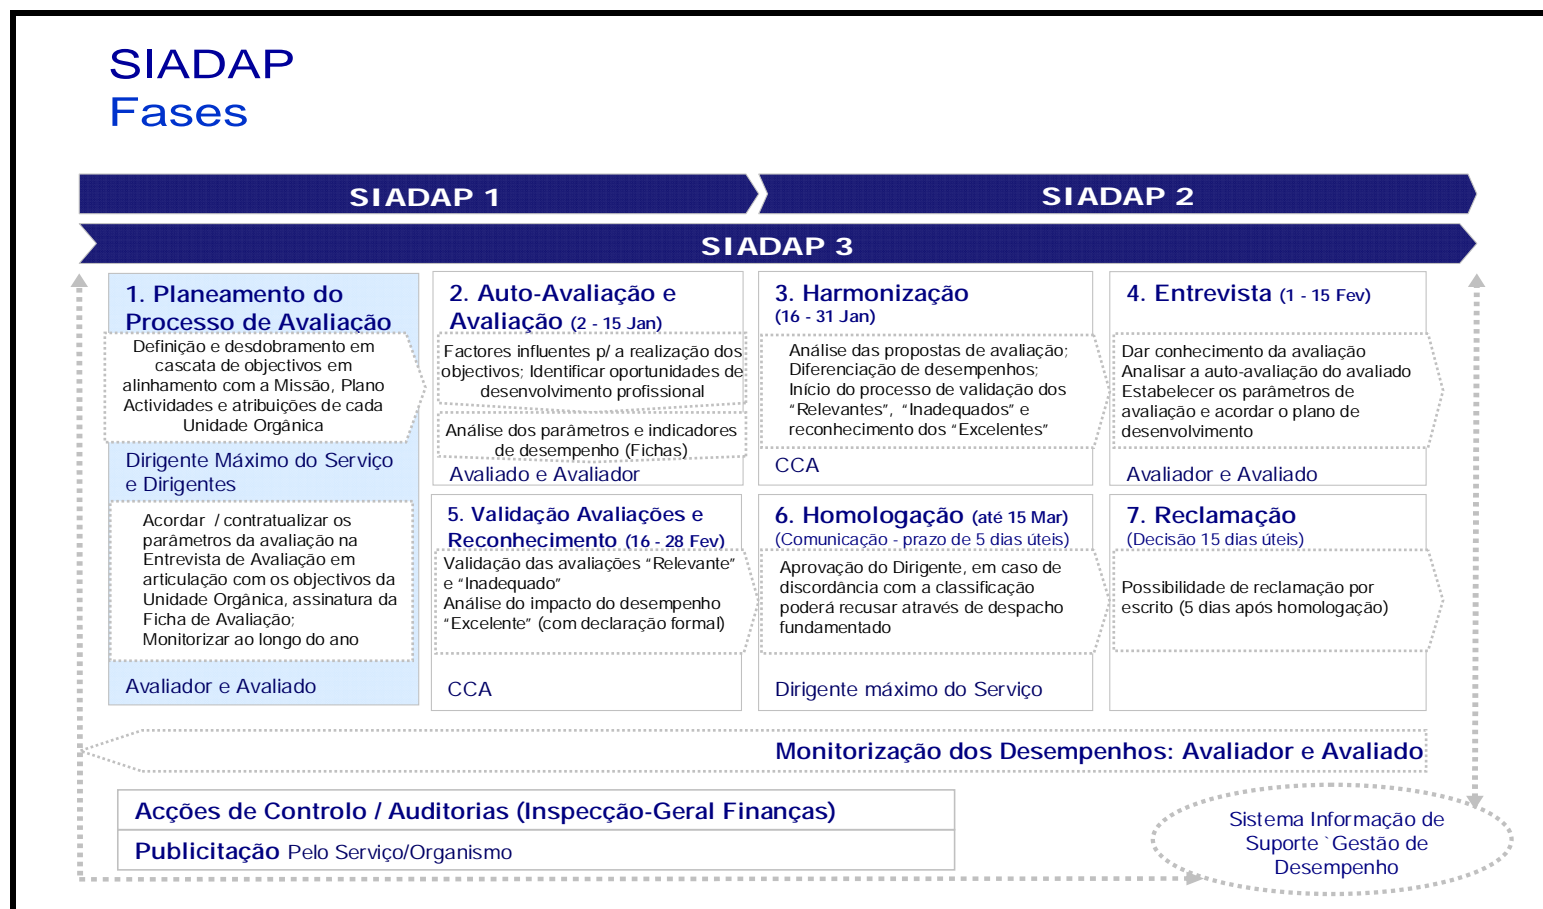 SIADAP
Fases
SIADAP 1
SIADAP 2
SIADAP 3
1. Planeamento do
Processo de Avaliação
Definição e desdobramento em
cascata de objectivos em
alinhamento com a Missão, Plano
Actividades e atribuições de cada
Unidade Orgânica
Dirigente Máximo do Serviço
e Dirigentes
Acordar / contratualizar os
parâmetros da avaliação na
Entrevista de Avaliação em
articulação com os objectivos da
Unidade Orgânica, assinatura da
Ficha de Avaliação;
Monitorizar ao longo do ano
Avaliador e Avaliado
2. Auto-Avaliação e
Avaliação (2 - 15 Jan)
Factores influentes p/ a realização dos
objectivos; Identificar oportunidades de
desenvolvimento profissional
Análise dos parâmetros e indicadores
de desempenho (Fichas)
Avaliado e Avaliador
3. Harmonização
(16 - 31 Jan)
Análise das propostas de avaliação;
Diferenciação de desempenhos;
Início do processo de validação dos
“Relevantes”, “Inadequados” e
reconhecimento dos “Excelentes”
CCA
4. Entrevista (1 - 15 Fev)
Dar conhecimento da avaliação
Analisar a auto-avaliação do avaliado
Estabelecer os parâmetros de
avaliação e acordar o plano de
desenvolvimento
Avaliador e Avaliado
5. Validação Avaliações e
Reconhecimento (16 - 28 Fev)
Validação das avaliações “Relevante”
e “Inadequado”
Análise do impacto do desempenho
“Excelente” (com declaração formal)
CCA
6. Homologação (até 15 Mar)
(Comunicação - prazo de 5 dias úteis)
Aprovação do Dirigente, em caso de
discordância com a classificação
poderá recusar através de despacho
fundamentado
Dirigente máximo do Serviço
7. Reclamação
(Decisão 15 dias úteis)
Possibilidade de reclamação por
escrito (5 dias após homologação)
Monitorização dos Desempenhos: Avaliador e Avaliado
Acções de Controlo / Auditorias (Inspecção-Geral Finanças)
Publicitação Pelo Serviço/Organismo
Sistema Informação de
Suporte `Gestão de
Desempenho